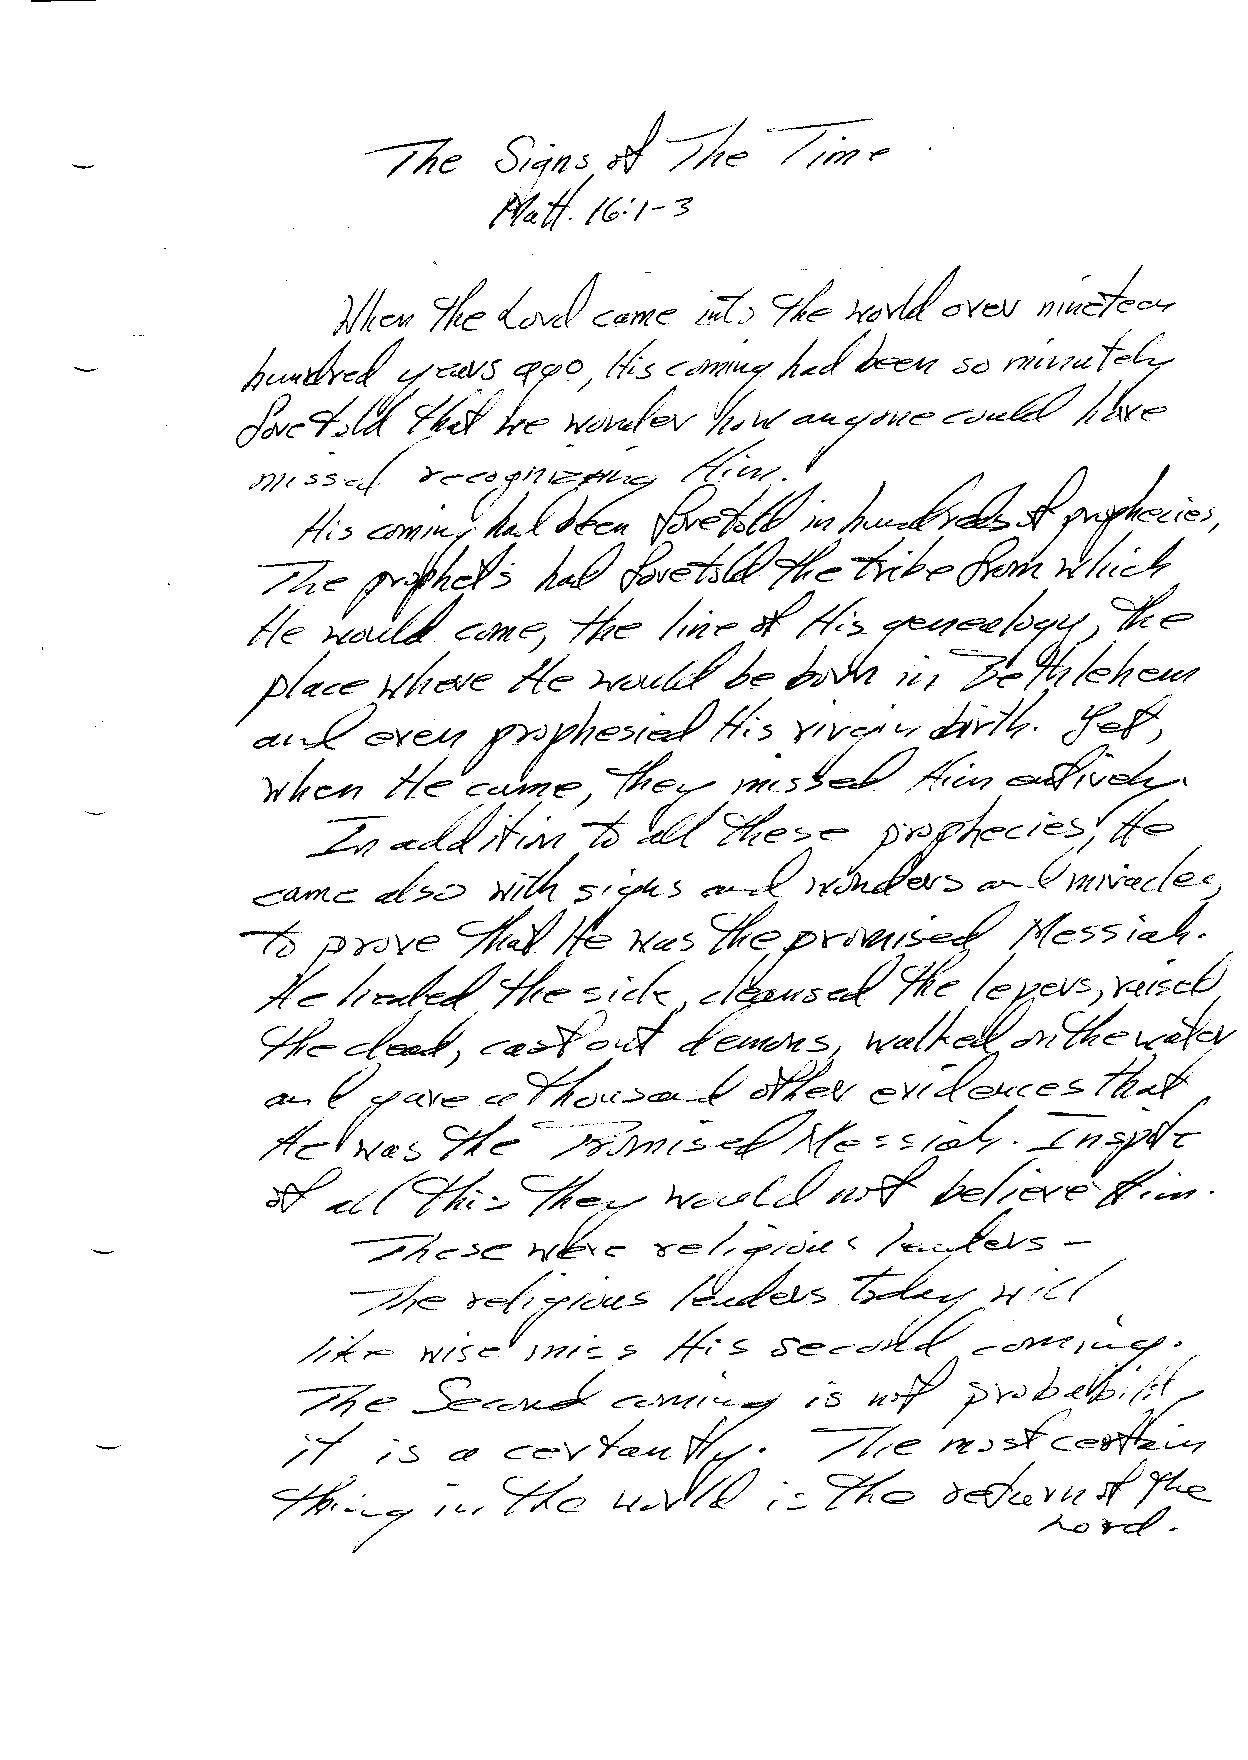 The Signs of The Time
Matt. 16:1-3
When the Lord came into the world over nineteen
hundred years ago, His coming had been so minutely
foretold that we wonder how anyone could have
missed recognizing Him.
His coming had been foretold in hundreds of prophecies,
The prophets had foretold the tribe from which
He would come, the line of His genealogy, the
place where He would be born in Bethlehem
and even prophesied His virgin birth. Yet,
when He came, they missed Him entirely.
In addition to all these prophecies, He
came also with signs and wonders and miracles,
to prove that He was the promised Messiah.
He healed the sick, cleansed the lepers, raised
the dead, cast out demons, walked on the water
and gave a thousand other evidences that
He was the Promised Messiah. Inspite
of all this they would not believe Him.
These were religious leaders -
The religious leaders today will
like wise miss His second coming.
The Second coming is not probability
it is a certantty. The most certain
thing in the world is the return of the
Lord.